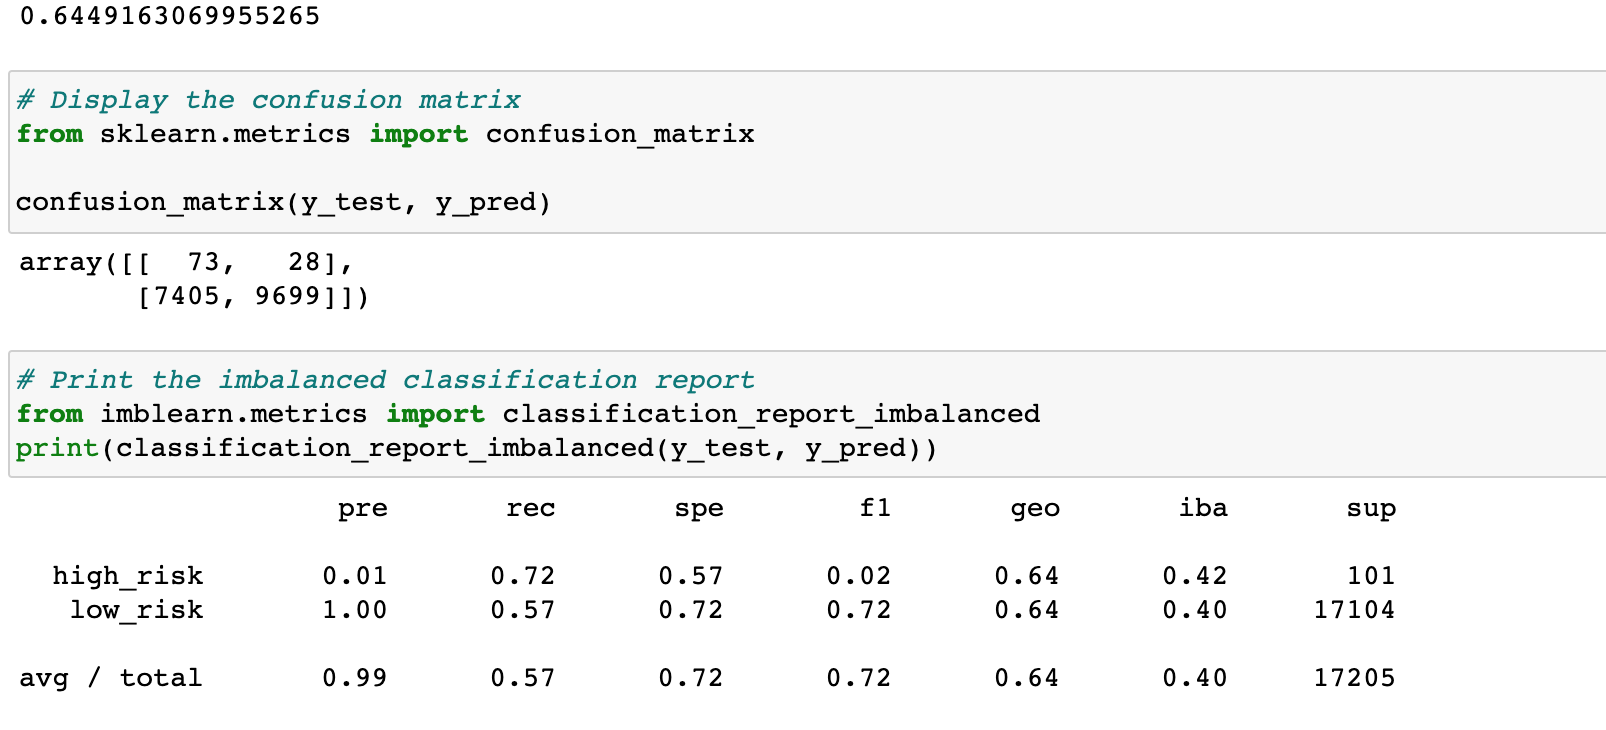 0.6449163069955265
# Display the confusion matrix
from sklearn.metrics import confusion_matrix
confusion_matrix(y_test, y_pred)
array([[  73,   28],
       [7405, 9699]])
# Print the imbalanced classification report
from imblearn.metrics import classification_report_imbalanced
print(classification_report_imbalanced(y_test, y_pred))
pre rec spe f1 geo iba sup
high_risk 0.01 0.72 0.57 0.02 0.64 0.42 101
low_risk 1.00 0.57 0.72 0.72 0.64 0.40 17104
avg / total 0.99 0.57 0.72 0.72 0.64 0.40 17205